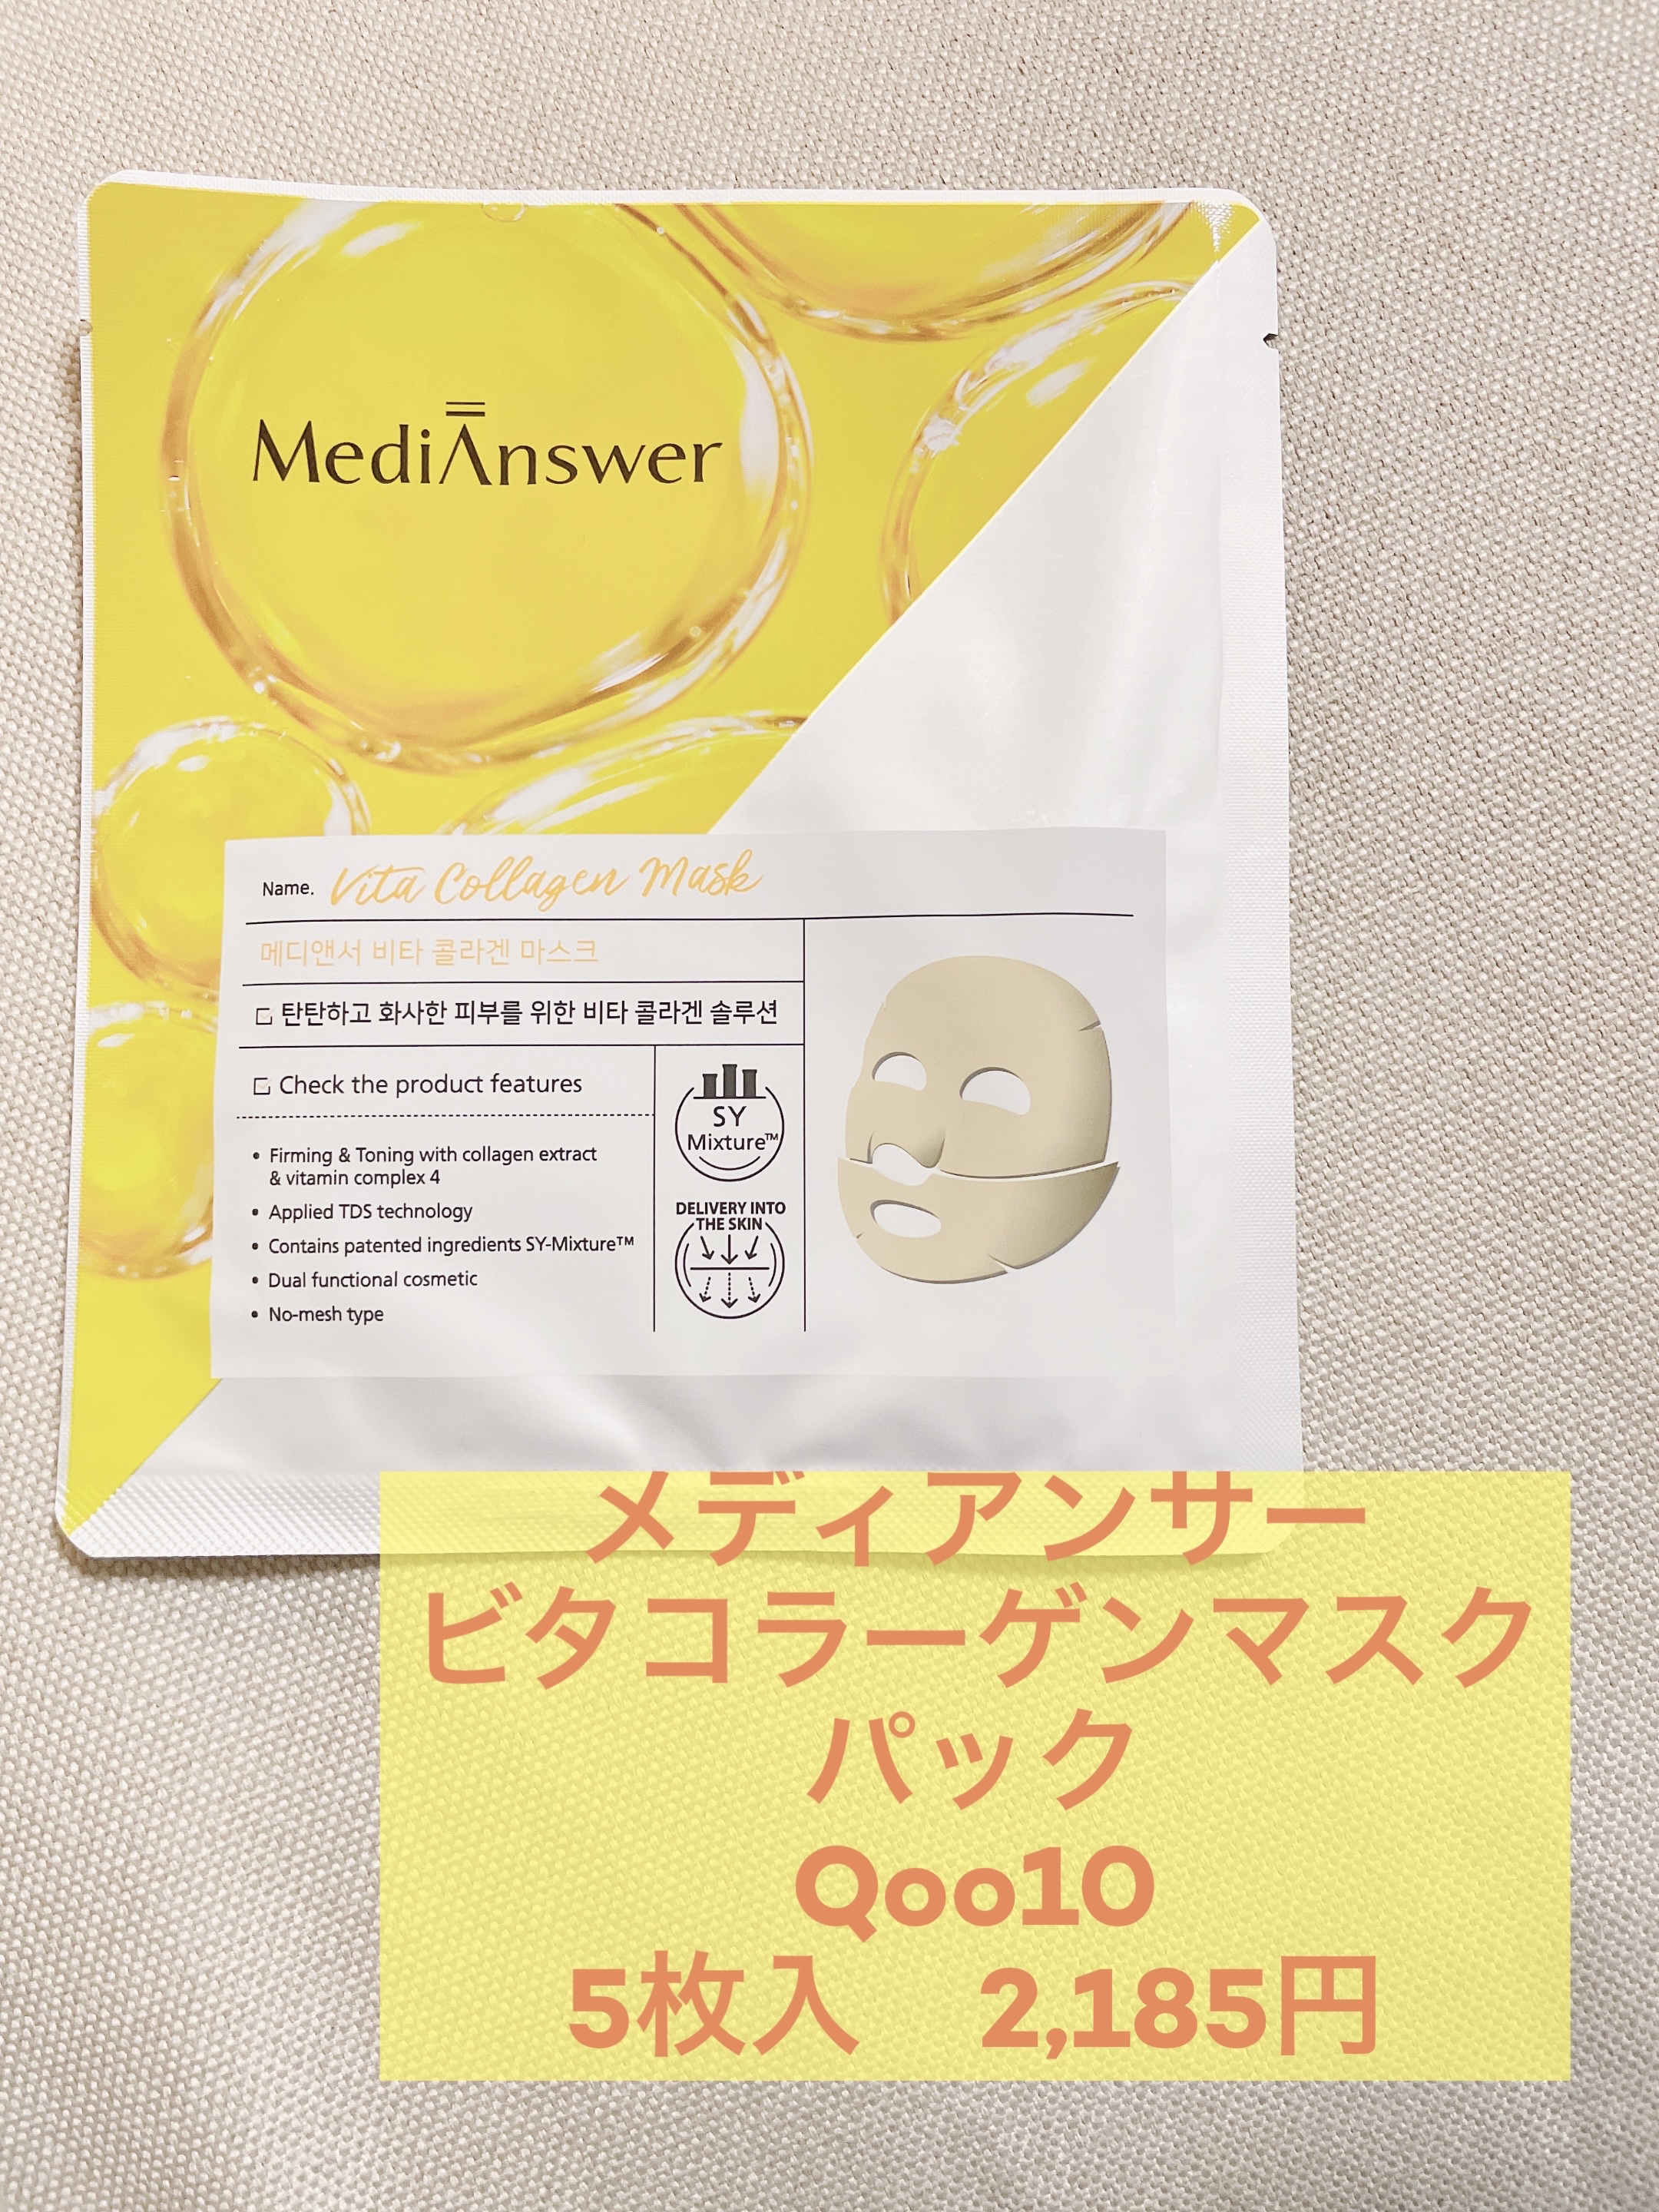 MediAnswer
Name. Vita Collagen Mask
메디앤서 비타 콜라겐 마스크
탄탄하고 화사한 피부를 위한 비타 콜라겐 솔루션
Check the product features
• Firming & Toning with collagen extract
& vitamin complex 4
• Applied TDS technology
• Contains patented ingredients SY-Mixture™
• Dual functional cosmetic
• No-mesh type
SY
Mixture™
DELIVERY INTO
THE SKIN
メディアンサー
ビタコラーゲンマスク
パック
Qoo10
5枚入　2,185円